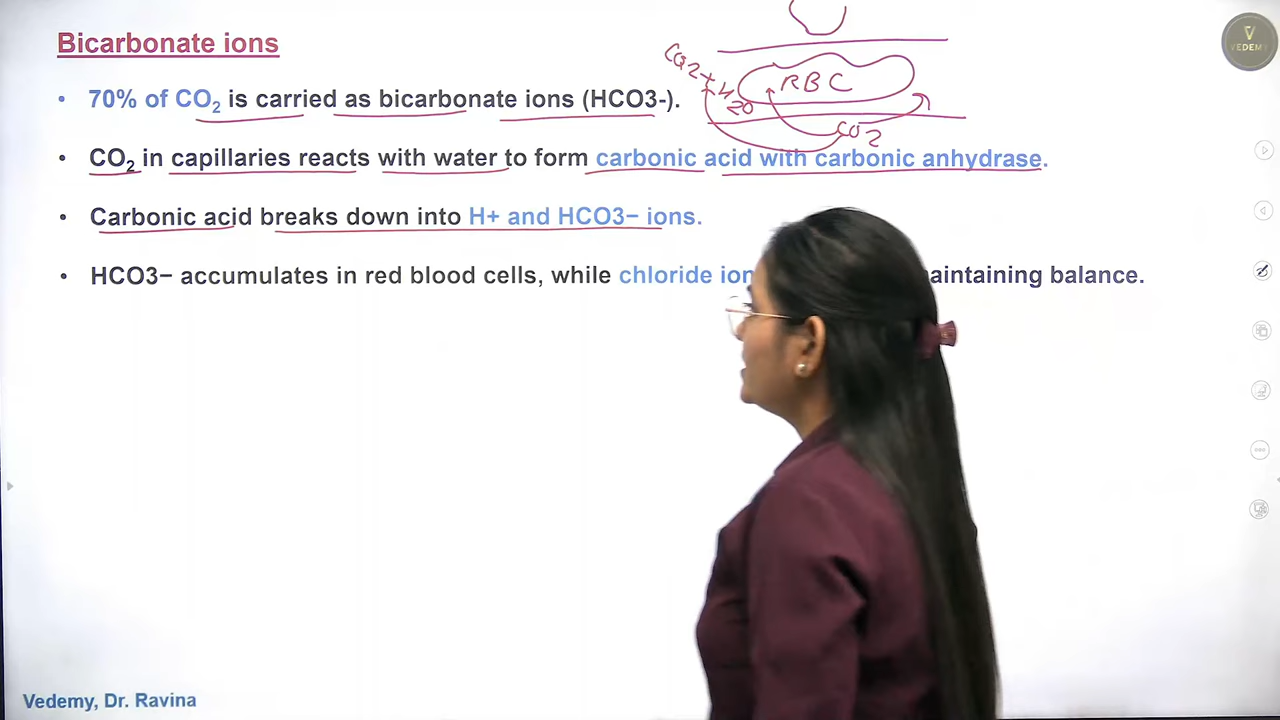 Bicarbonate ions
• 70% of CO2 is carried as bicarbonate ions (HCO3-).
• CO2 in capillaries reacts with water to form carbonic acid with carbonic anhydrase.
• Carbonic acid breaks down into H+ and HCO3− ions.
• HCO3− accumulates in red blood cells, while chloride ion aintaining balance.
CO2 + H2O
RBC
CO2
VEDEMY
Vedemy, Dr. Ravina